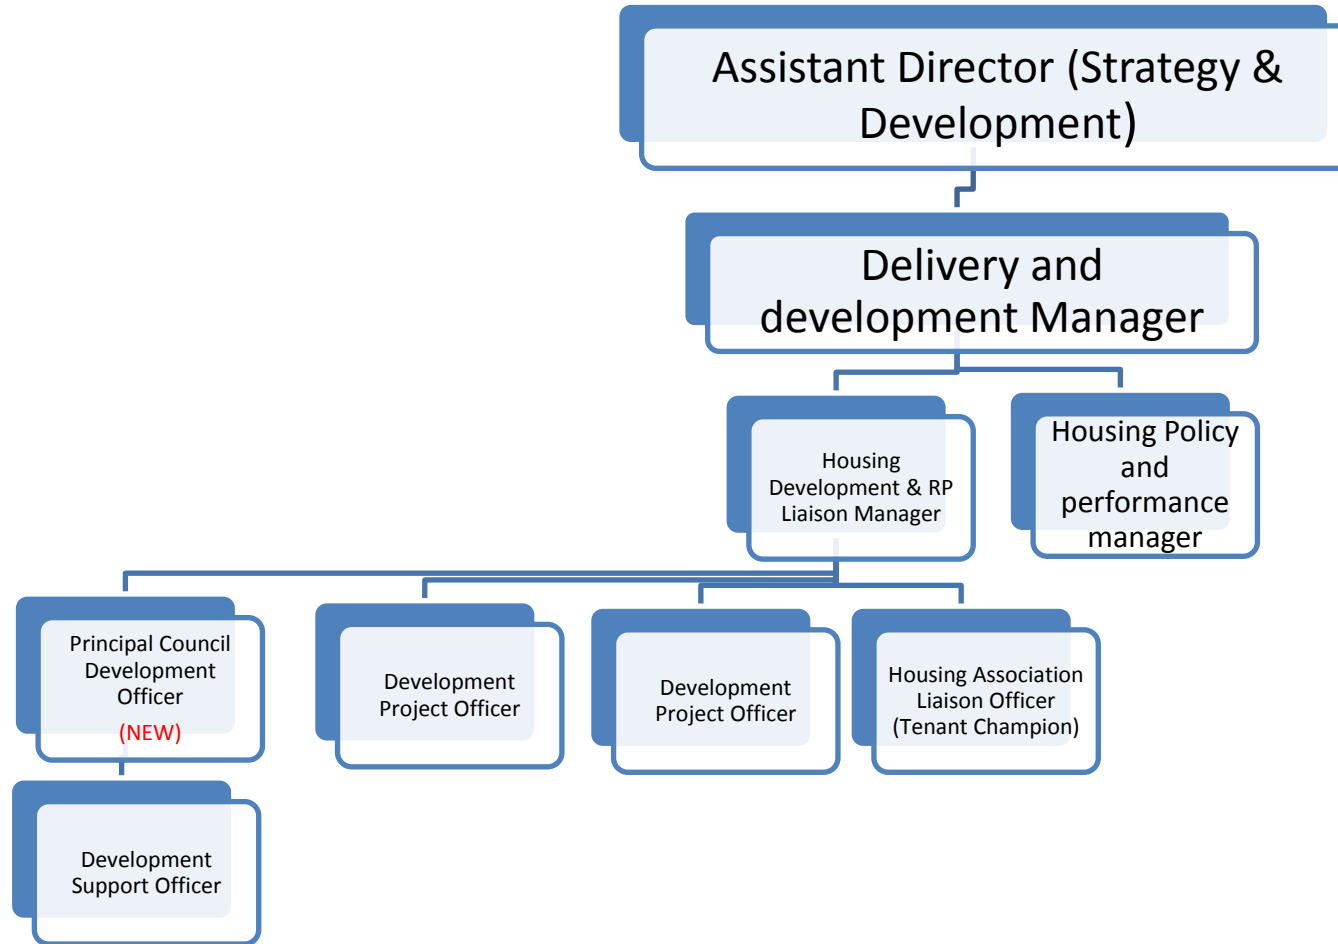 Assistant Director (Strategy &
Development)
Delivery and
development Manager
Housing
Development & RP
Liaison Manager
Housing Policy
and
performance
manager
Principal Council
Development
Officer
(NEW)
Development
Project Officer
Development
Project Officer
Housing Association
Liaison Officer
(Tenant Champion)
Development
Support Officer